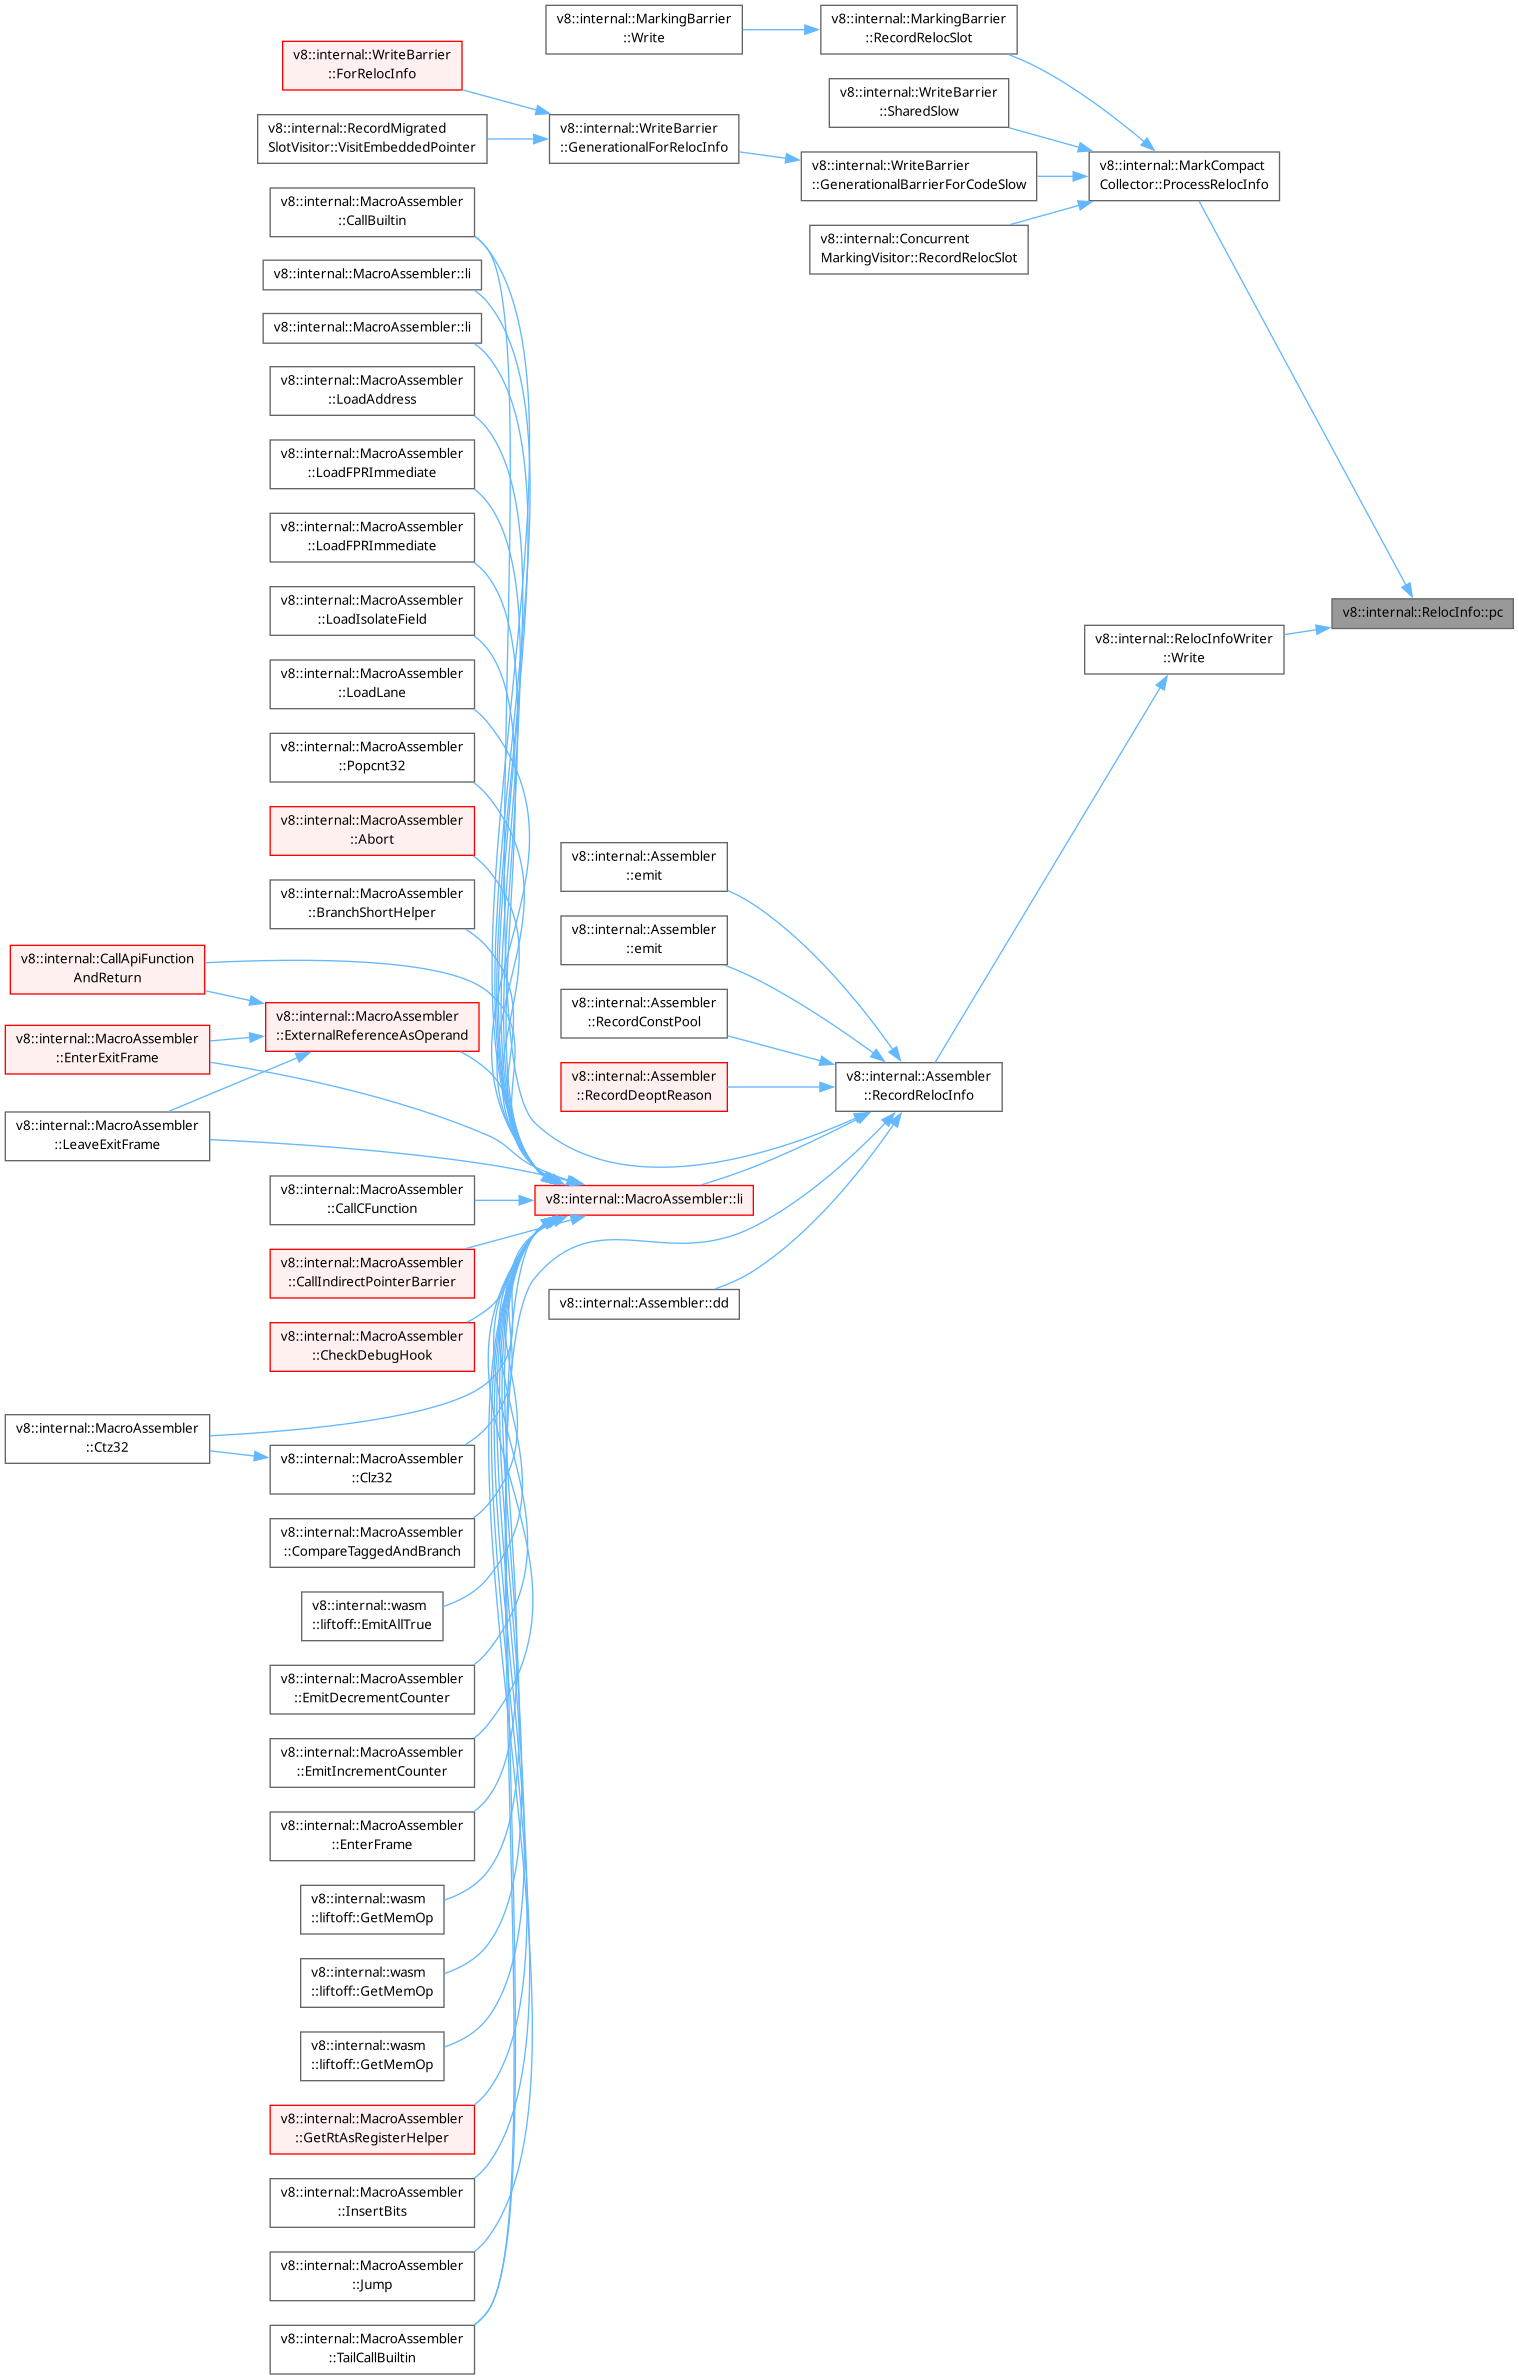 v8::internal::MarkingBarrier
::Write
v8::internal::MarkingBarrier
::RecordRelocSlot
v8::internal::WriteBarrier
::ForRelocInfo
v8::internal::WriteBarrier
::SharedSlow
v8::internal::RecordMigrated
SlotVisitor::VisitEmbeddedPointer
v8::internal::WriteBarrier
::GenerationalForRelocInfo
v8::internal::WriteBarrier
::GenerationalBarrierForCodeSlow
v8::internal::MarkCompact
Collector::ProcessRelocInfo
v8::internal::Concurrent
MarkingVisitor::RecordRelocSlot
v8::internal::MacroAssembler
::CallBuiltin
v8::internal::MacroAssembler::li
v8::internal::MacroAssembler::li
v8::internal::MacroAssembler
::LoadAddress
v8::internal::MacroAssembler
::LoadFPRImmediate
v8::internal::MacroAssembler
::LoadFPRImmediate
v8::internal::MacroAssembler
::LoadIsolateField
v8::internal::RelocInfo::pc
v8::internal::RelocInfoWriter
::Write
v8::internal::MacroAssembler
::LoadLane
v8::internal::MacroAssembler
::Popcnt32
v8::internal::MacroAssembler
::Abort
v8::internal::Assembler
::emit
v8::internal::MacroAssembler
::BranchShortHelper
v8::internal::Assembler
::emit
v8::internal::CallApiFunction
AndReturn
v8::internal::MacroAssembler
::ExternalReferenceAsOperand
v8::internal::Assembler
::RecordConstPool
v8::internal::MacroAssembler
::EnterExitFrame
v8::internal::Assembler
::RecordDeoptReason
v8::internal::Assembler
::RecordRelocInfo
v8::internal::MacroAssembler
::LeaveExitFrame
v8::internal::MacroAssembler
::CallCFunction
v8::internal::MacroAssembler::li
v8::internal::MacroAssembler
::CallIndirectPointerBarrier
v8::internal::Assembler::dd
v8::internal::MacroAssembler
::CheckDebugHook
v8::internal::MacroAssembler
::Ctz32
v8::internal::MacroAssembler
::Clz32
v8::internal::MacroAssembler
::CompareTaggedAndBranch
v8::internal::wasm
::liftoff::EmitAllTrue
v8::internal::MacroAssembler
::EmitDecrementCounter
v8::internal::MacroAssembler
::EmitIncrementCounter
v8::internal::MacroAssembler
::EnterFrame
v8::internal::wasm
::liftoff::GetMemOp
v8::internal::wasm
::liftoff::GetMemOp
v8::internal::wasm
::liftoff::GetMemOp
v8::internal::MacroAssembler
::GetRtAsRegisterHelper
v8::internal::MacroAssembler
::InsertBits
v8::internal::MacroAssembler
::Jump
v8::internal::MacroAssembler
::TailCallBuiltin